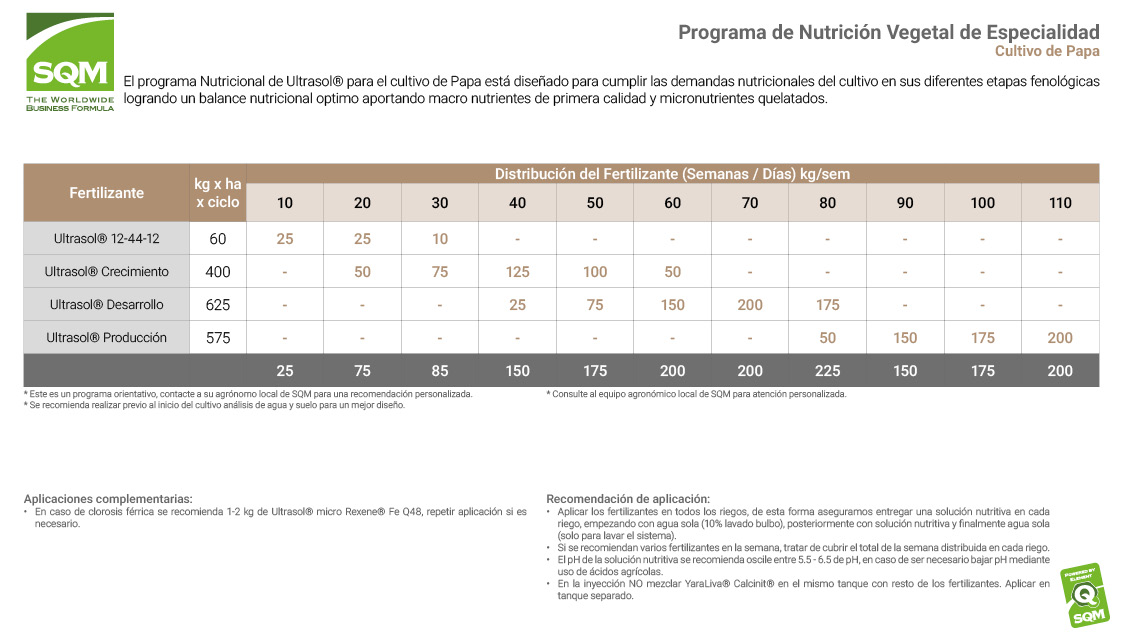 SQM
THE WORLDWIDE
BUSINESS FORMULA
Programa de Nutrición Vegetal de Especialidad
Cultivo de Papa
El programa Nutricional de Ultrasol® para el cultivo de Papa está diseñado para cumplir las demandas nutricionales del cultivo en sus diferentes etapas fenológicas
logrando un balance nutricional optimo aportando macro nutrientes de primera calidad y micronutrientes quelatados.
Fertilizante kg x ha x ciclo Distribución del Fertilizante (Semanas / Días) kg/sem
10 20 30 40 50 60 70 80 90 100 110
Ultrasol® 12-44-12 60 25 25 10 - - - - - - - -
Ultrasol® Crecimiento 400 - 50 75 125 100 50 - - - - -
Ultrasol® Desarrollo 625 - - - 25 75 150 200 175 - - -
Ultrasol® Producción 575 - - - - - - - 50 150 175 200
25 75 85 150 175 200 200 225 150 175 200
* Este es un programa orientativo, contacte a su agrónomo local de SQM para una recomendación personalizada.
* Se recomienda realizar previo al inicio del cultivo análisis de agua y suelo para un mejor diseño.
* Consulte al equipo agronómico local de SQM para atención personalizada.
Aplicaciones complementarias:
• En caso de clorosis férrica se recomienda 1-2 kg de Ultrasol® micro Rexene® Fe Q48, repetir aplicación si es
necesario.
Recomendación de aplicación:
• Aplicar los fertilizantes en todos los riegos, de esta forma aseguramos entregar una solución nutritiva en cada
riego, empezando con agua sola (10% lavado bulbo), posteriormente con solución nutritiva y finalmente agua sola
(solo para lavar el sistema).
• Si se recomiendan varios fertilizantes en la semana, tratar de cubrir el total de la semana distribuida en cada riego.
• El pH de la solución nutritiva se recomienda oscile entre 5.5 - 6.5 de pH, en caso de ser necesario bajar pH mediante
uso de ácidos agrícolas.
• En la inyección NO mezclar YaraLiva® Calcinit® en el mismo tanque con resto de los fertilizantes. Aplicar en
tanque separado.
POWERED BY
ELEMENT
Q
SQM